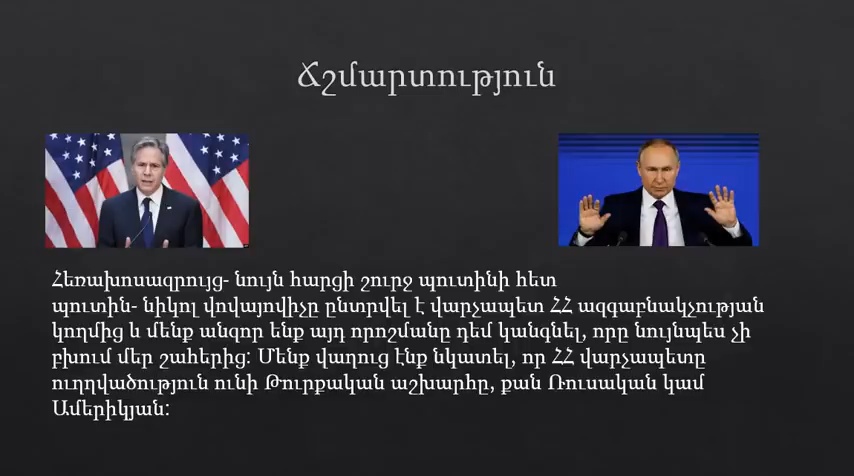 Ճշմարտություն
Հեռախոսազրույց- նույն հարցի շուրջ պուտինի հետ
պուտին- նիկոլ վովայովիչը ընտրվել է վարչապետ ՀՀ ազգաբնակչության
կողմից և մենք անզոր ենք այդ որոշմանը դեմ կանգնել, որը նույնպես չի
բխում մեր շահերից: Մենք վաղուց էնք նկատել, որ ՀՀ վարչապետը
ուղղվածություն ունի Թուրքական աշխարհը, քան Ռուսական կամ
Ամերիկյան: